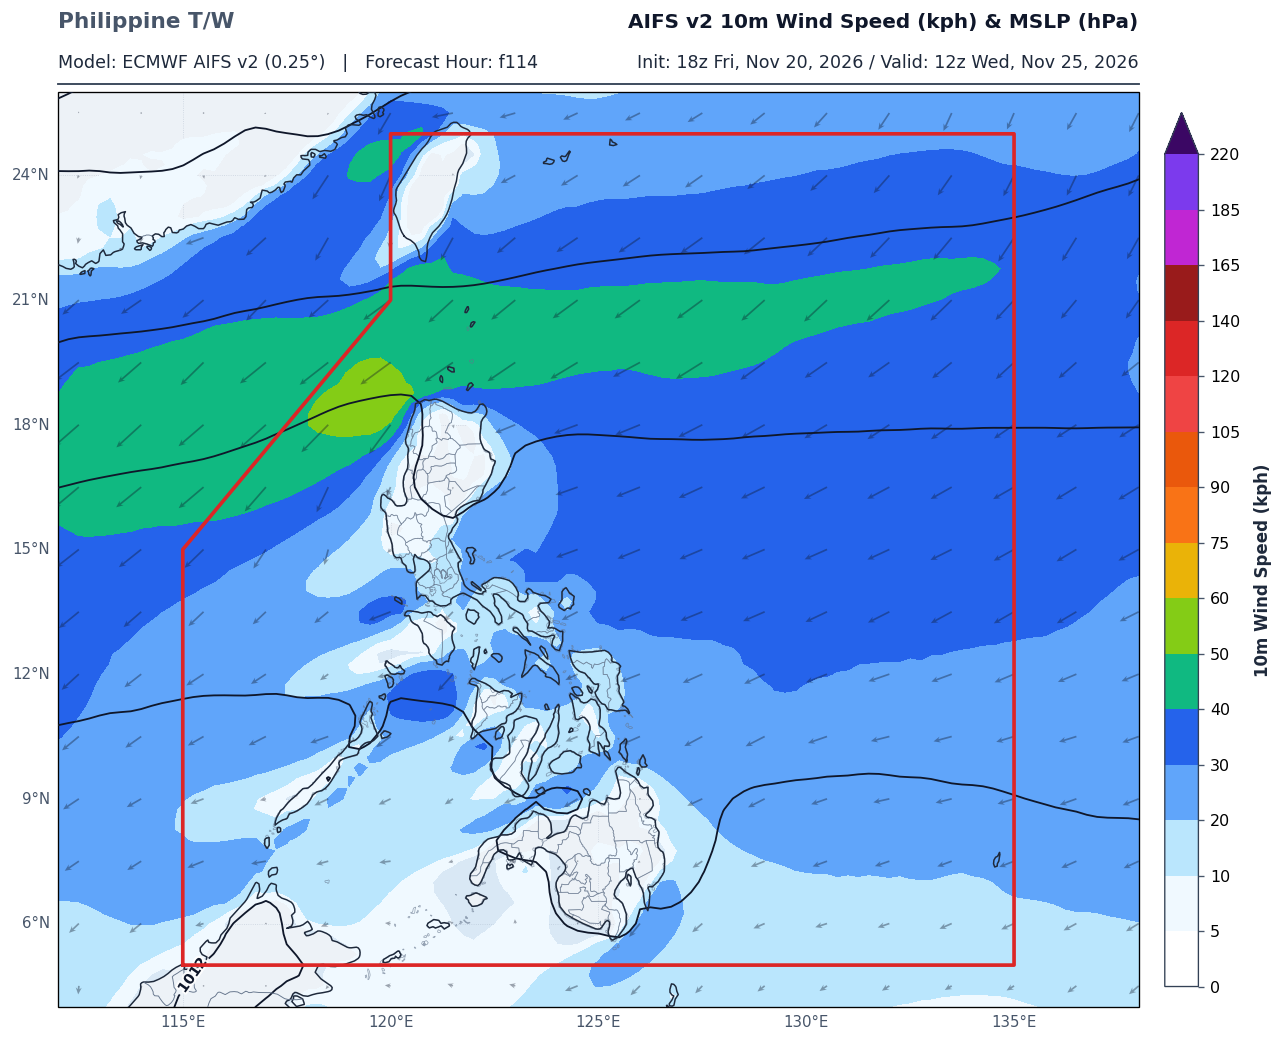 Philippine T/W
AIFS v2 10m Wind Speed (kph) & MSLP (hPa)
Model: ECMWF AIFS v2 (0.25°) | Forecast Hour: f114
Init: 18z Fri, Nov 20, 2026 / Valid: 12z Wed, Nov 25, 2026
24°N
21°N
18°N
15°N
12°N
9°N
6°N
115°E
120°E
125°E
130°E
135°E
1012
220
185
165
140
120
105
90
75
60
50
40
30
20
10
5
0
10m Wind Speed (kph)